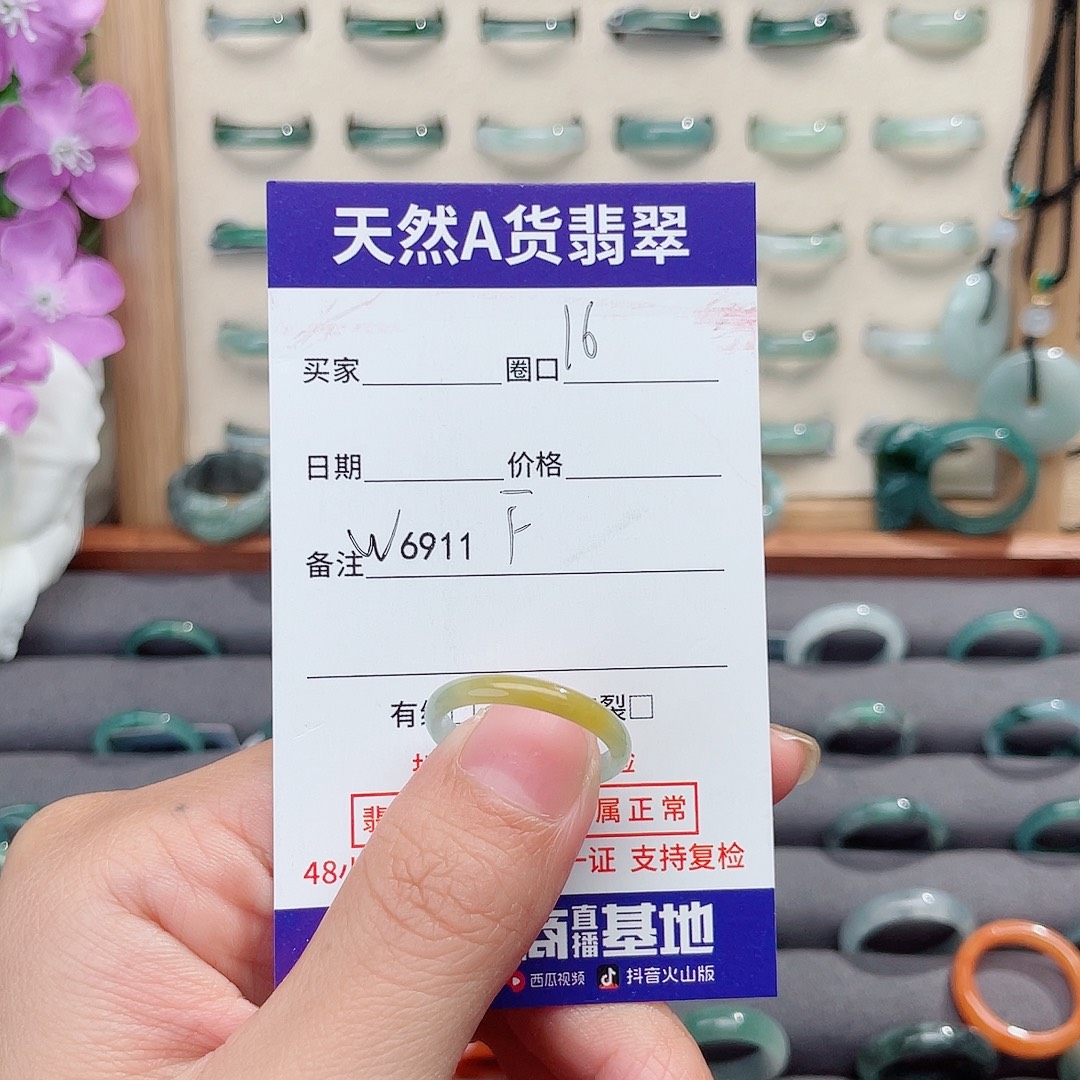 天然A货翡翠
买家 圈口 16
日期 价格
备注 W6911 F
有 裂□
属正常
48 一证 支持复检
直播基地
西瓜视频 抖音火山版